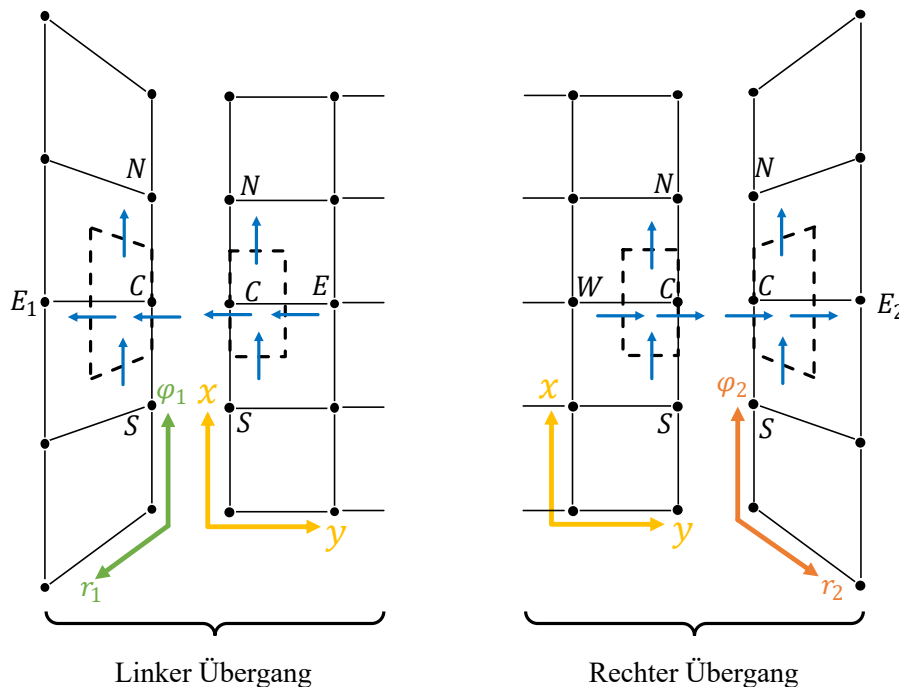 N N N N
E₁ C C E W C C E₂
φ₁ x x φ₂
S S S S
r₁ y y r₂
Linker Übergang Rechter Übergang